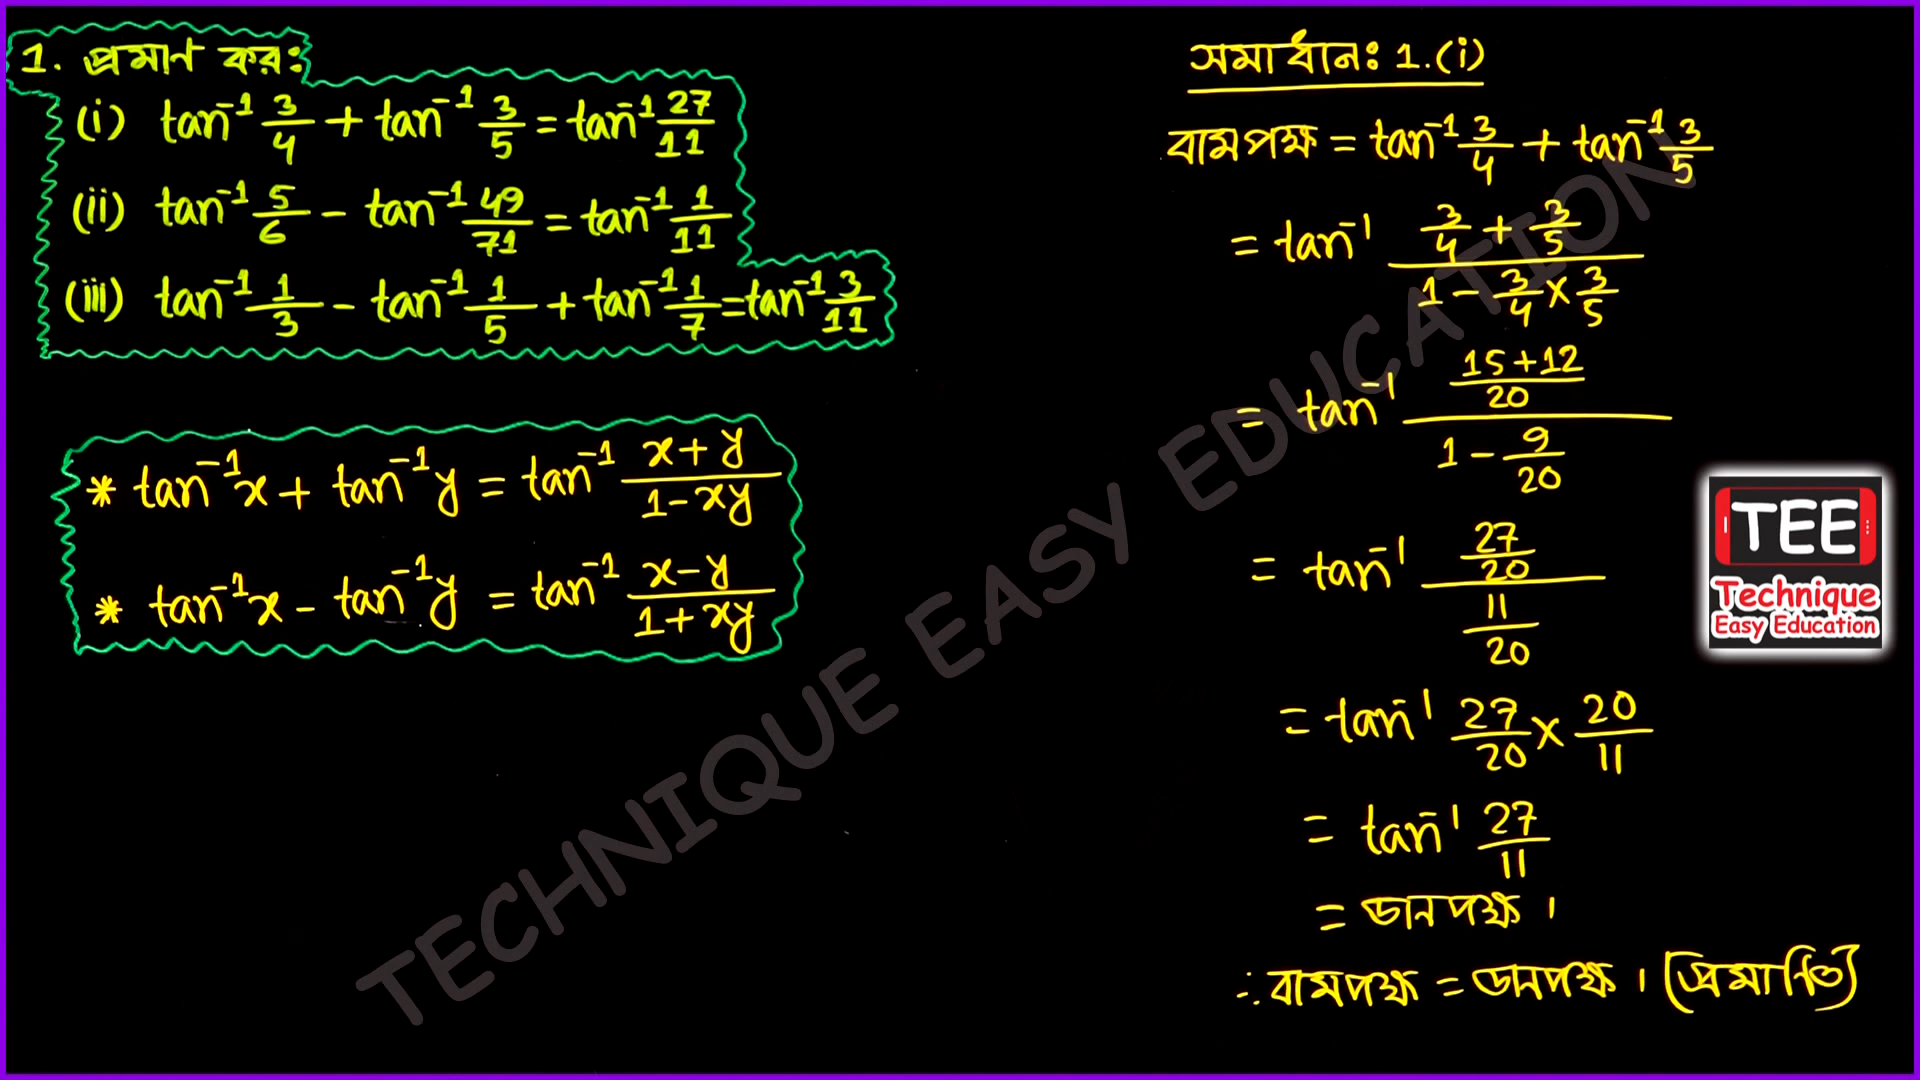 1. প্রমাণ করঃ
(i) tan⁻¹ 3/4 + tan⁻¹ 3/5 = tan⁻¹ 27/11
(ii) tan⁻¹ 5/6 - tan⁻¹ 49/71 = tan⁻¹ 1/11
(iii) tan⁻¹ 1/3 - tan⁻¹ 1/5 + tan⁻¹ 1/7 = tan⁻¹ 3/11
* tan⁻¹x + tan⁻¹y = tan⁻¹ (x+y)/(1-xy)
* tan⁻¹x - tan⁻¹y = tan⁻¹ (x-y)/(1+xy)
সমাধানঃ 1.(i)
বামপক্ষ = tan⁻¹ 3/4 + tan⁻¹ 3/5
= tan⁻¹ (3/4 + 3/5)/(1 - 3/4 × 3/5)
= tan⁻¹ ((15+12)/20)/(1 - 9/20)
= tan⁻¹ (27/20)/(11/20)
= tan⁻¹ 27/20 × 20/11
= tan⁻¹ 27/11
= ডানপক্ষ ।
∴ বামপক্ষ = ডানপক্ষ । (প্রমাণিত)
TEE
Technique
Easy Education
TECHNIQUE EASY EDUCATION